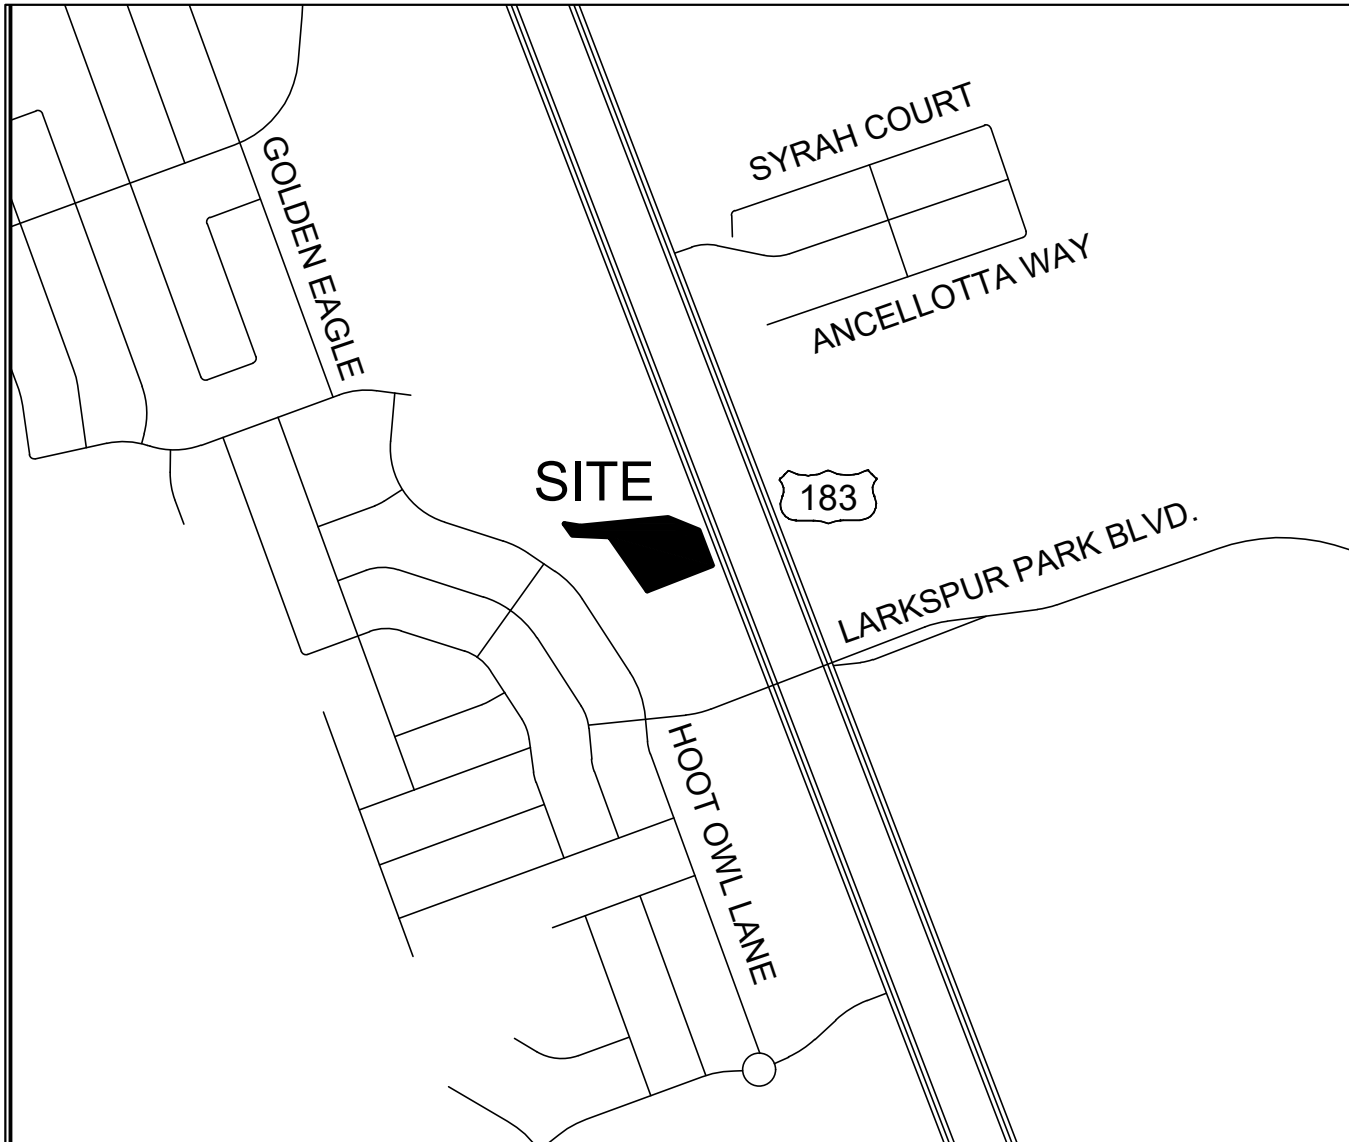 SYRAH COURT
GOLDEN EAGLE
ANCELLOTTA WAY
SITE
183
LARKSPUR PARK BLVD.
HOOT OWL LANE